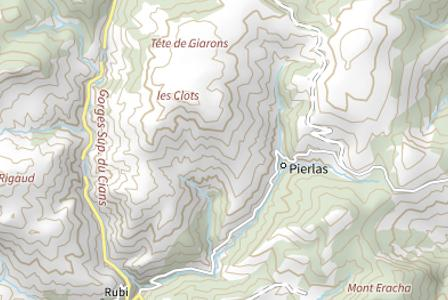 Tête de Giarons
les Clots
Gorges Sup. du Cians
Rigaud
Pierlas
Mont Eracha
Rubi